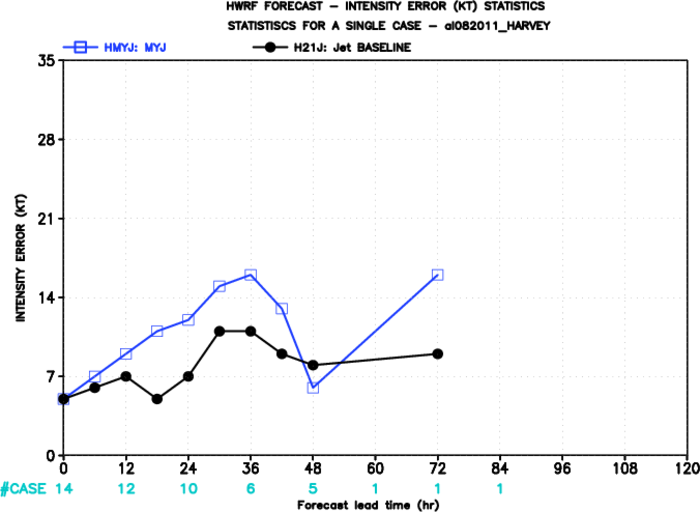 HWRF FORECAST – INTENSITY ERROR (KT) STATISTICS
STATISTISCS FOR A SINGLE CASE – al082011_HARVEY
HMYJ: MYJ H21J: Jet BASELINE
35
28
21
14
7
0
INTENSITY ERROR (KT)
0 12 24 36 48 60 72 84 96 108 120
#CASE 14 12 10 6 5 1 1 1
Forecast lead time (hr)